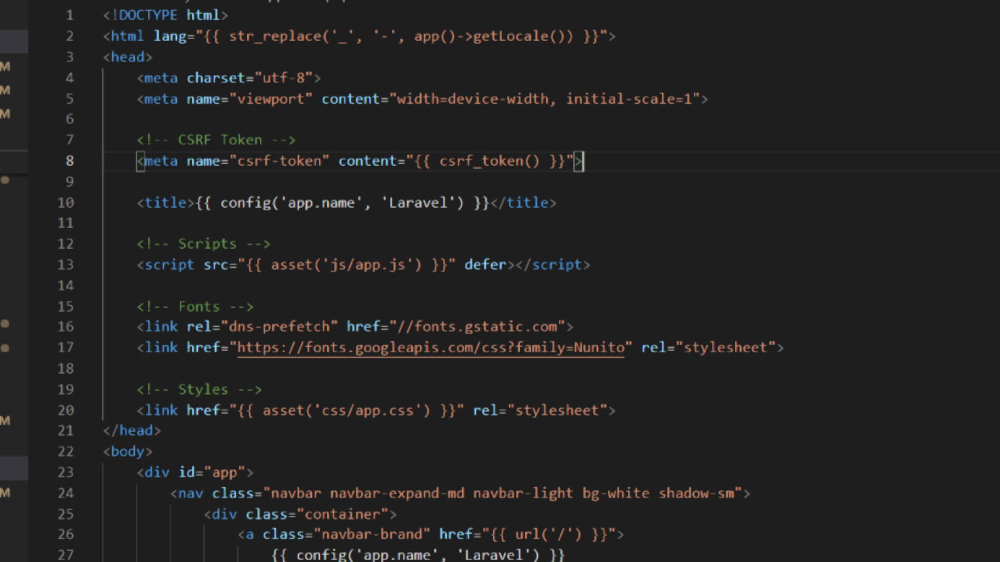 1 <!DOCTYPE html>
2 <html lang="{{ str_replace('_', '-', app()->getLocale()) }}">
3 <head>
M
4 <meta charset="utf-8">
M
5 <meta name="viewport" content="width=device-width, initial-scale=1">
M
6
7 <!-- CSRF Token -->
8 <meta name="csrf-token" content="{{ csrf_token() }}">
9
10 <title>{{ config('app.name', 'Laravel') }}</title>
11
12 <!-- Scripts -->
13 <script src="{{ asset('js/app.js') }}" defer></script>
14
15 <!-- Fonts -->
16 <link rel="dns-prefetch" href="//fonts.gstatic.com">
17 <link href="https://fonts.googleapis.com/css?family=Nunito" rel="stylesheet">
18
19 <!-- Styles -->
20 <link href="{{ asset('css/app.css') }}" rel="stylesheet">
M
21 </head>
22 <body>
23 <div id="app">
M
24 <nav class="navbar navbar-expand-md navbar-light bg-white shadow-sm">
25 <div class="container">
26 <a class="navbar-brand" href="{{ url('/') }}">
27 {{ config('app.name', 'Laravel') }}